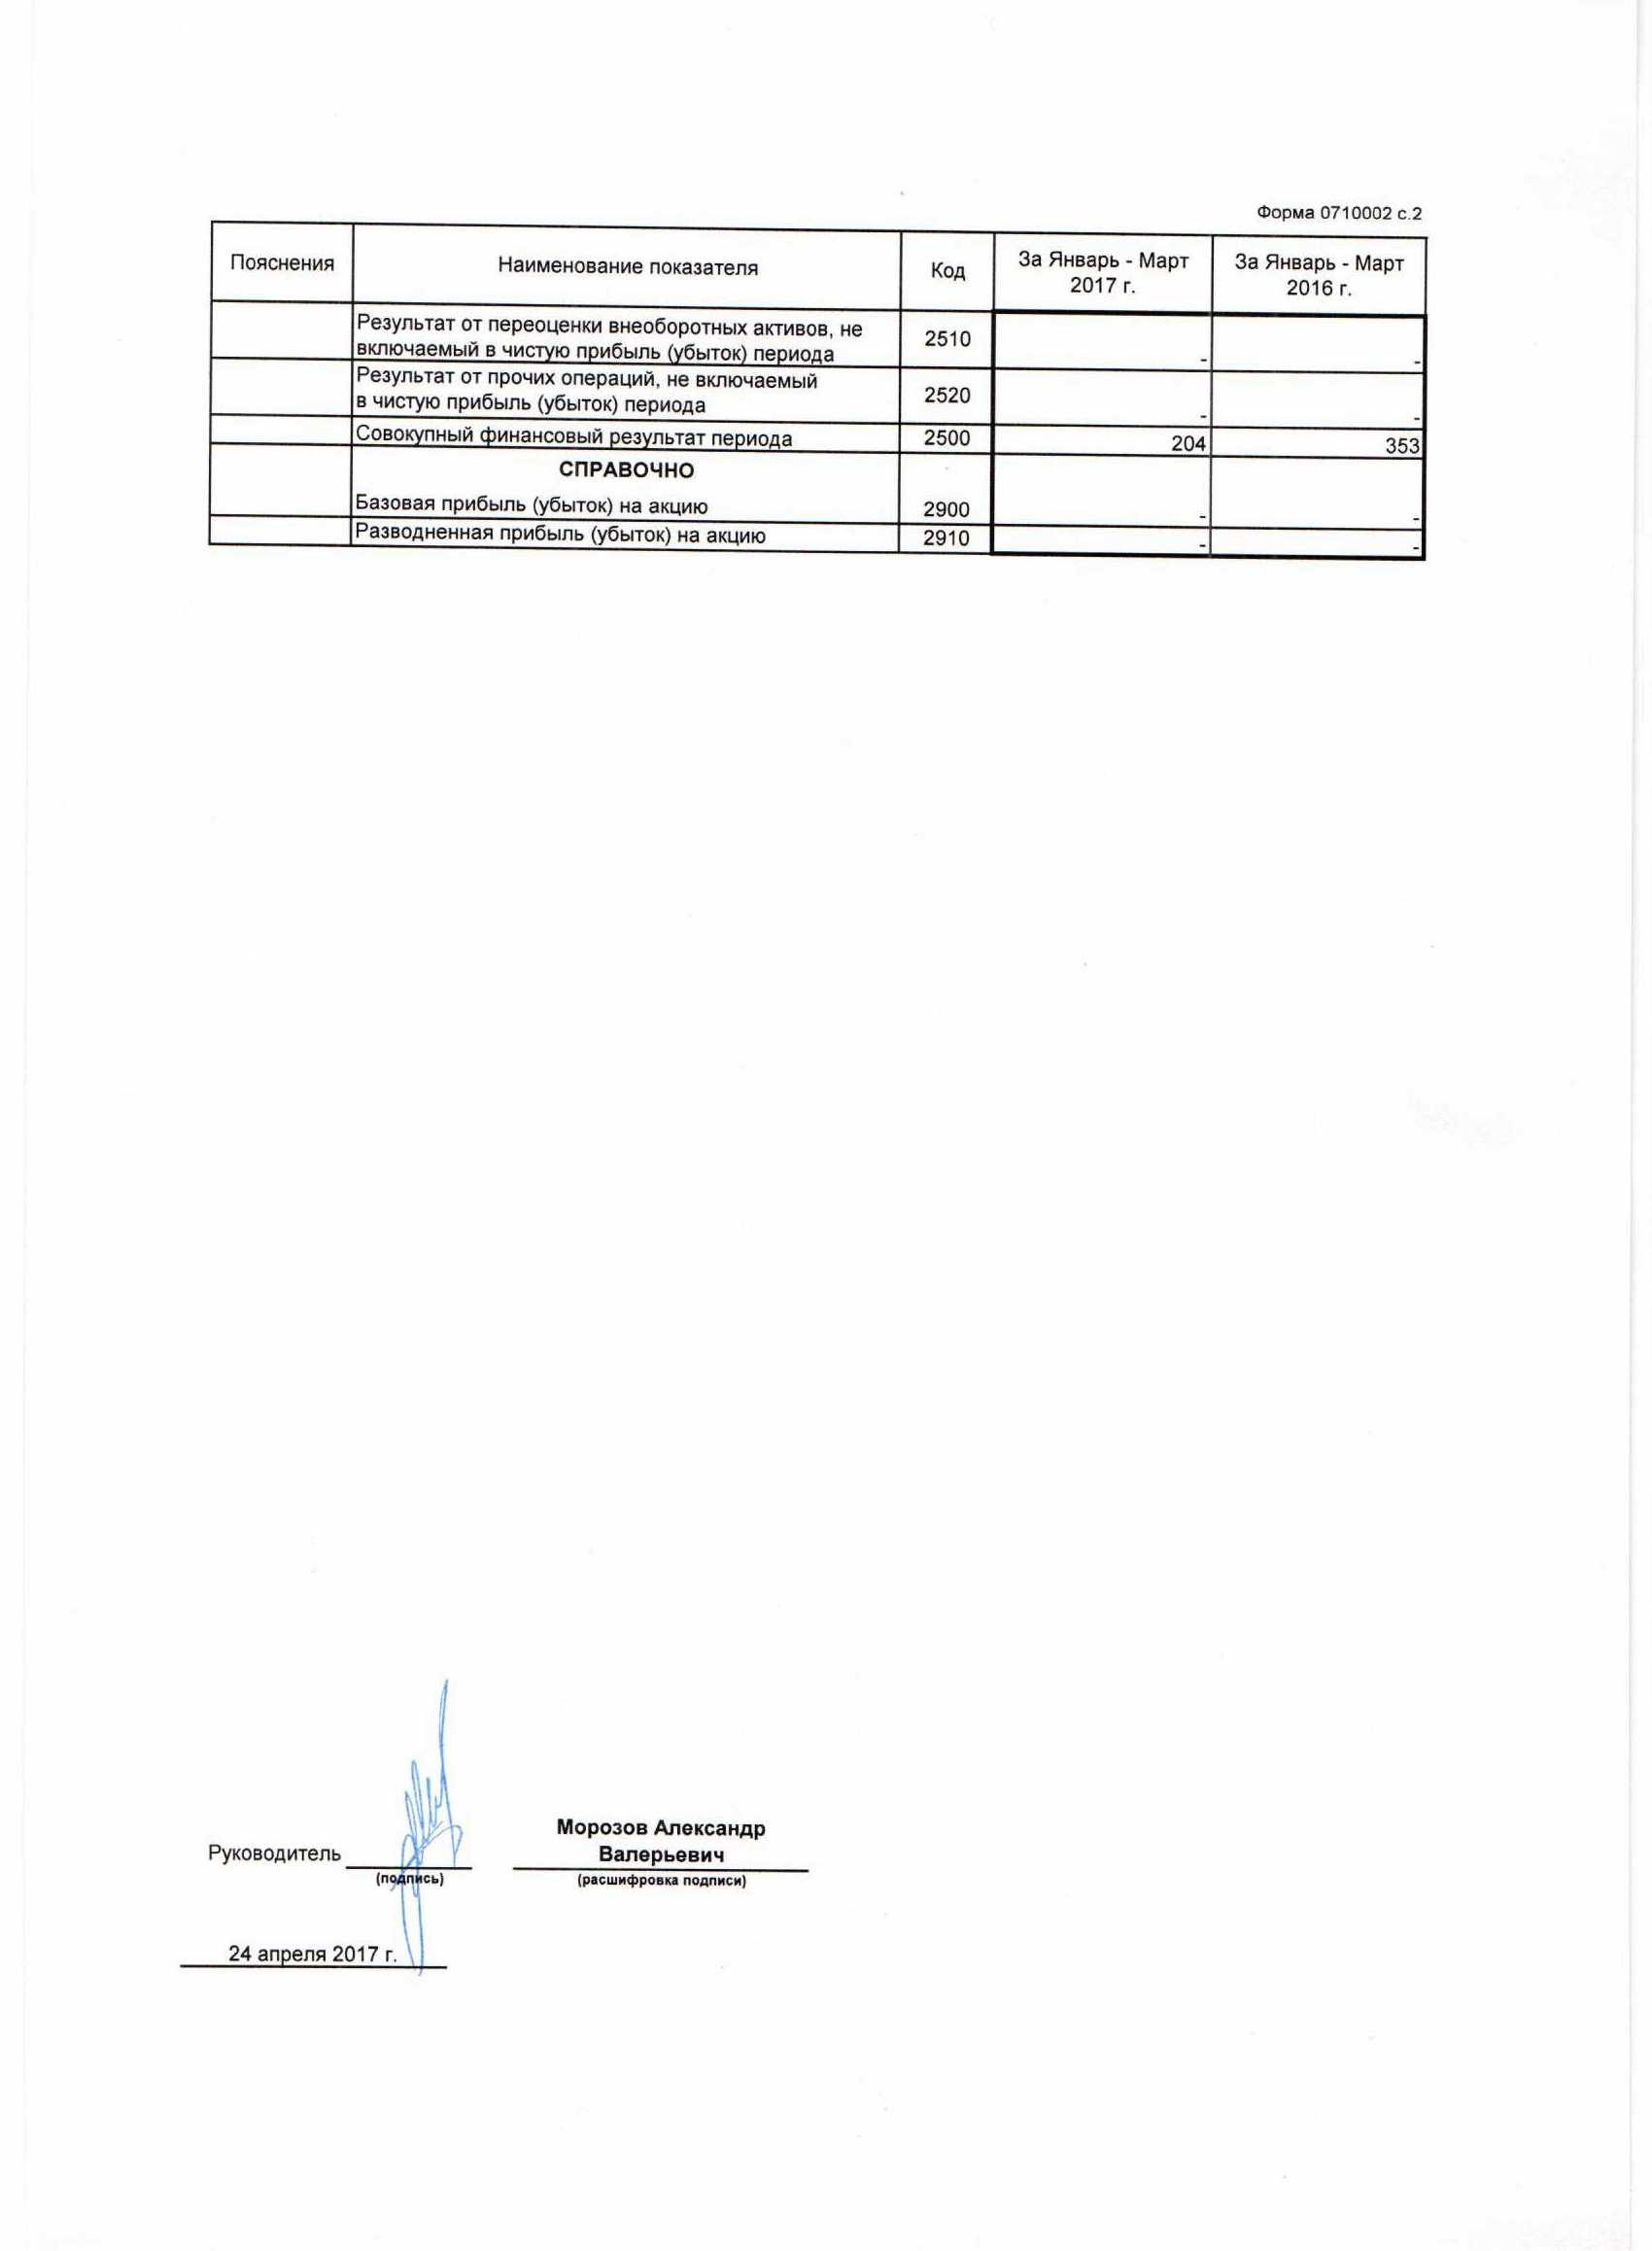 Форма 0710002 с.2
Пояснения
Наименование показателя
Код
За Январь - Март
2017 г.
За Январь - Март
2016 г.
Результат от переоценки внеоборотных активов, не
включаемый в чистую прибыль (убыток) периода
2510
-
-
Результат от прочих операций, не включаемый
в чистую прибыль (убыток) периода
2520
-
-
Совокупный финансовый результат периода
2500
204
353
СПРАВОЧНО
Базовая прибыль (убыток) на акцию
2900
-
-
Разводненная прибыль (убыток) на акцию
2910
-
-
Морозов Александр
Валерьевич
Руководитель
(подпись)
(расшифровка подписи)
24 апреля 2017 г.